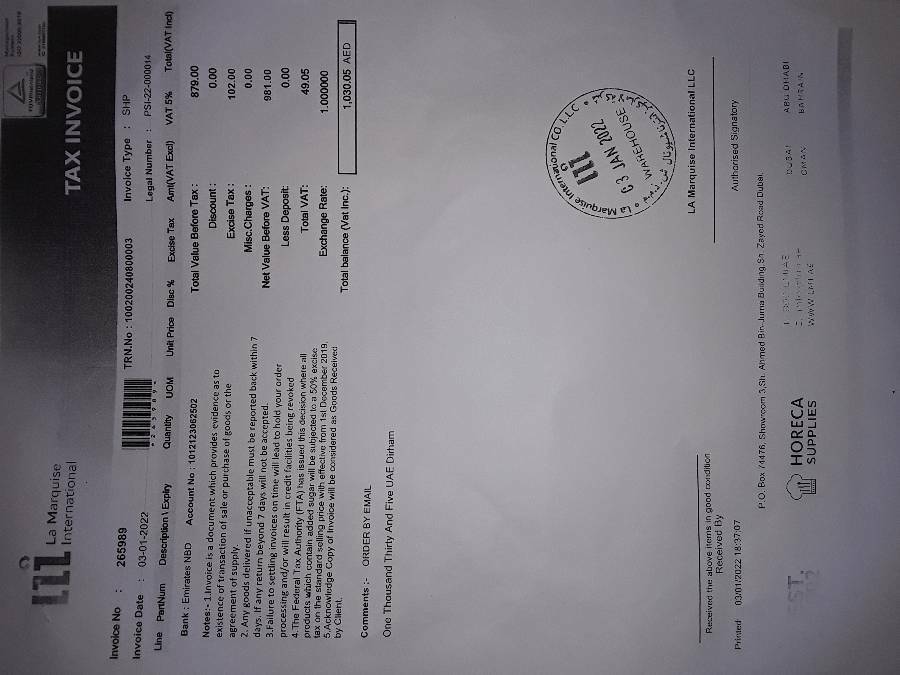 La Marquise
International
TAX INVOICE
Invoice No : 265989
TRN.No : 100200240800003
Invoice Type : SHP
Invoice Date : 03-01-2022
Legal Number : PSI-22-000014
Line PartNum Description \ Expiry Quantity UOM Unit Price Disc % Excise Tax Amt(VAT Excl) VAT 5% Total(VAT Incl)
Bank : Emirates NBD Account No : 1012123062502
Total Value Before Tax : 879.00
Discount : 0.00
Excise Tax : 102.00
Misc.Charges : 0.00
Net Value Before VAT: 981.00
Less Deposit: 0.00
Total VAT: 49.05
Exchange Rate: 1.000000
Total balance (Vat Inc.): 1,030.05 AED
Notes:- 1.Invoice is a document which provides evidence as to
existence of transaction of sale or purchase of goods or the
agreement of supply.
2. Any goods delivered if unacceptable must be reported back within 7
days. If any return beyond 7 days will not be accepted.
3.Failure to settling invoices on time will lead to hold your order
processing and/or will result in credit facilities being revoked
4. The Federal Tax Authority (FTA) has issued this decision where all
products which contain added sugar will be subjected to a 50% excise
tax on the standard selling price with effective from 1st December 2019.
5.Acknowledge Copy of Invoice will be considered as Goods Received
by Client.
Comments :- ORDER BY EMAIL
One Thousand Thirty And Five UAE Dirham
La Marquise International CO.L.L.C
03 JAN 2022
WAREHOUSE
LA Marquise International LLC
Authorised Signatory
Received the above items in good condition
Received By
Printed: 03/01/2022 18:37:07
P.O. Box 74476, Showroom 3,Sh. Ahmed Bin-Juma Building,Sh. Zayed Road Dubai.
HORECA
SUPPLIES
DUBAI
ABU DHABI
OMAN
BAHRAIN